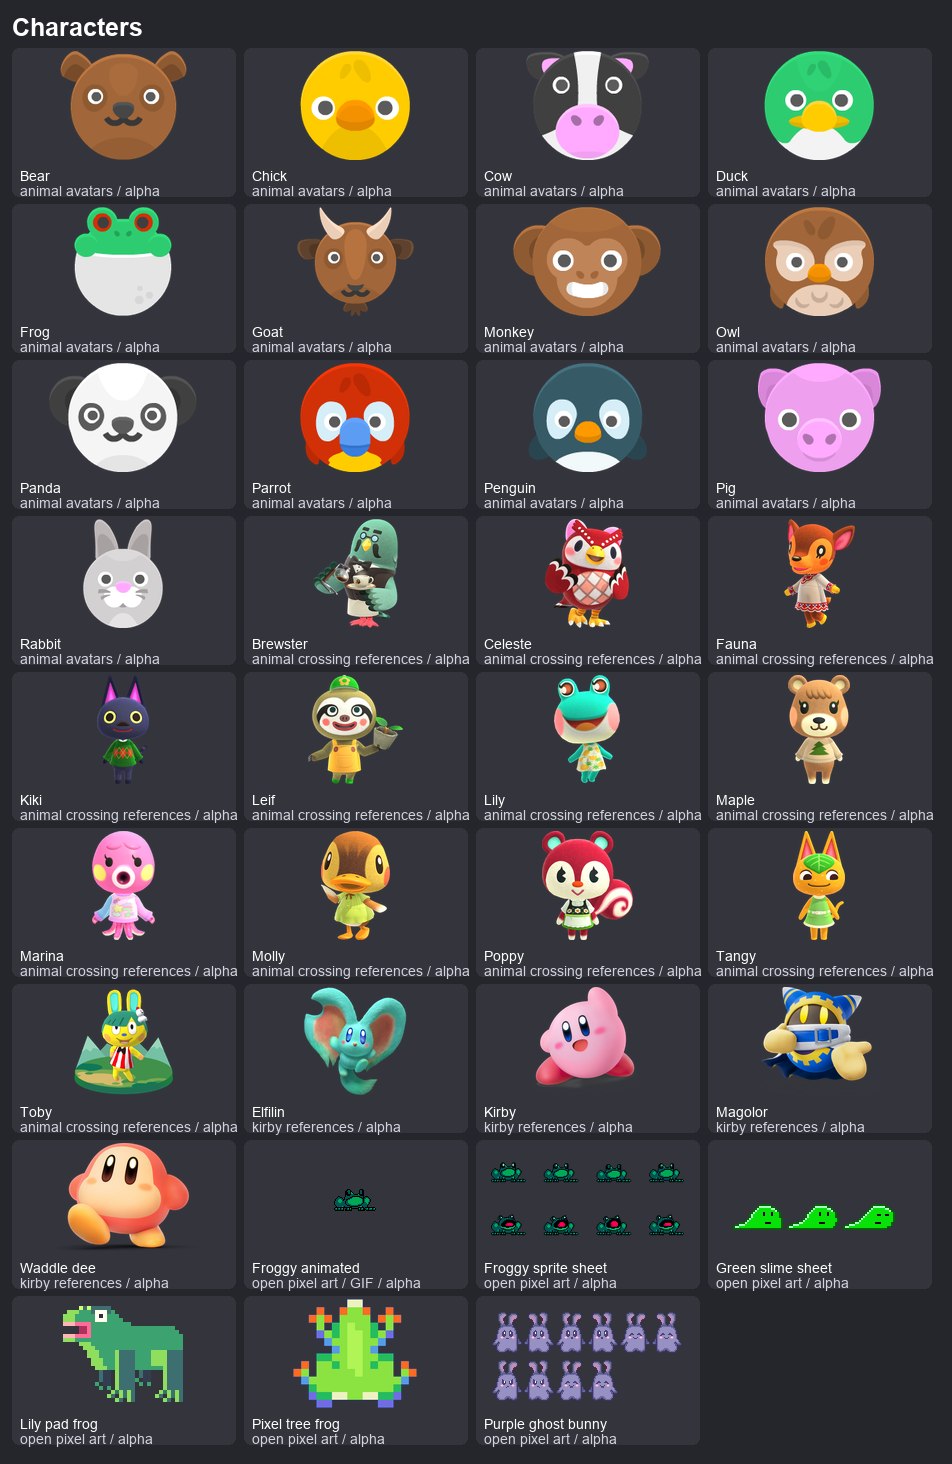 Characters
Bear
animal avatars / alpha
Chick
animal avatars / alpha
Cow
animal avatars / alpha
Duck
animal avatars / alpha
Frog
animal avatars / alpha
Goat
animal avatars / alpha
Monkey
animal avatars / alpha
Owl
animal avatars / alpha
Panda
animal avatars / alpha
Parrot
animal avatars / alpha
Penguin
animal avatars / alpha
Pig
animal avatars / alpha
Rabbit
animal avatars / alpha
Brewster
animal crossing references / alpha
Celeste
animal crossing references / alpha
Fauna
animal crossing references / alpha
Kiki
animal crossing references / alpha
Leif
animal crossing references / alpha
Lily
animal crossing references / alpha
Maple
animal crossing references / alpha
Marina
animal crossing references / alpha
Molly
animal crossing references / alpha
Poppy
animal crossing references / alpha
Tangy
animal crossing references / alpha
Toby
animal crossing references / alpha
Elfilin
kirby references / alpha
Kirby
kirby references / alpha
Magolor
kirby references / alpha
Waddle dee
kirby references / alpha
Froggy animated
open pixel art / GIF / alpha
Froggy sprite sheet
open pixel art / alpha
Green slime sheet
open pixel art / alpha
Lily pad frog
open pixel art / alpha
Pixel tree frog
open pixel art / alpha
Purple ghost bunny
open pixel art / alpha